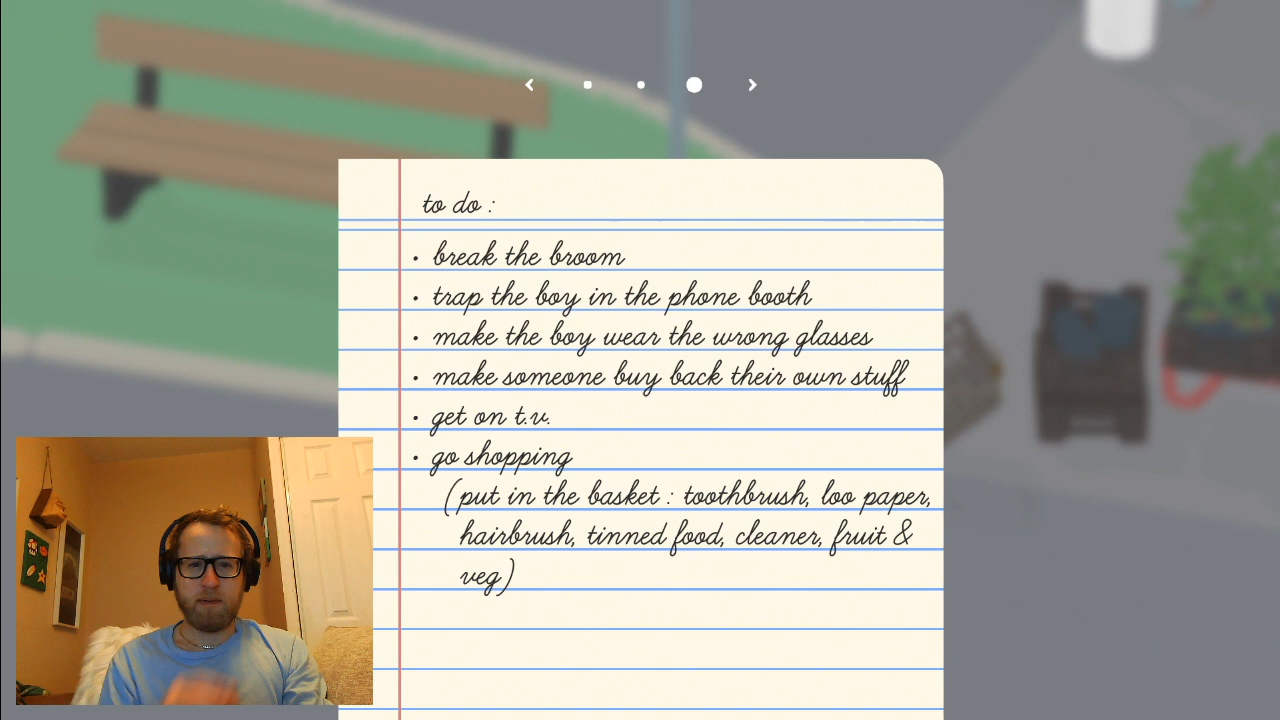 to do :
• break the broom
• trap the boy in the phone booth
• make the boy wear the wrong glasses
• make someone buy back their own stuff
• get on t.v.
• go shopping
(put in the basket : toothbrush, loo paper,
hairbrush, tinned food, cleaner, fruit &
veg)